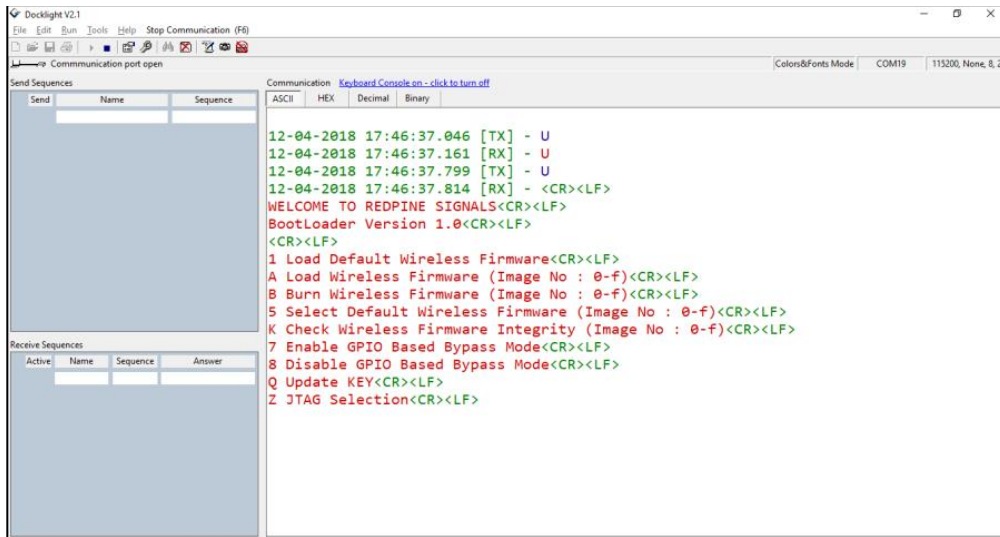 Docklight V2.1
File Edit Run Tools Help Stop Communication (F6)
Commmunication port open
Colors&Fonts Mode COM19 115200, None, 8,
Send Sequences
Send Name Sequence
Communication Keyboard Console on - click to turn off
ASCII HEX Decimal Binary
12-04-2018 17:46:37.046 [TX] - U
12-04-2018 17:46:37.161 [RX] - U
12-04-2018 17:46:37.799 [TX] - U
12-04-2018 17:46:37.814 [RX] - <CR><LF>
WELCOME TO REDPINE SIGNALS<CR><LF>
BootLoader Version 1.0<CR><LF>
<CR><LF>
1 Load Default Wireless Firmware<CR><LF>
A Load Wireless Firmware (Image No : 0-f)<CR><LF>
B Burn Wireless Firmware (Image No : 0-f)<CR><LF>
5 Select Default Wireless Firmware (Image No : 0-f)<CR><LF>
K Check Wireless Firmware Integrity (Image No : 0-f)<CR><LF>
7 Enable GPIO Based Bypass Mode<CR><LF>
8 Disable GPIO Based Bypass Mode<CR><LF>
Q Update KEY<CR><LF>
Z JTAG Selection<CR><LF>
Receive Sequences
Active Name Sequence Answer